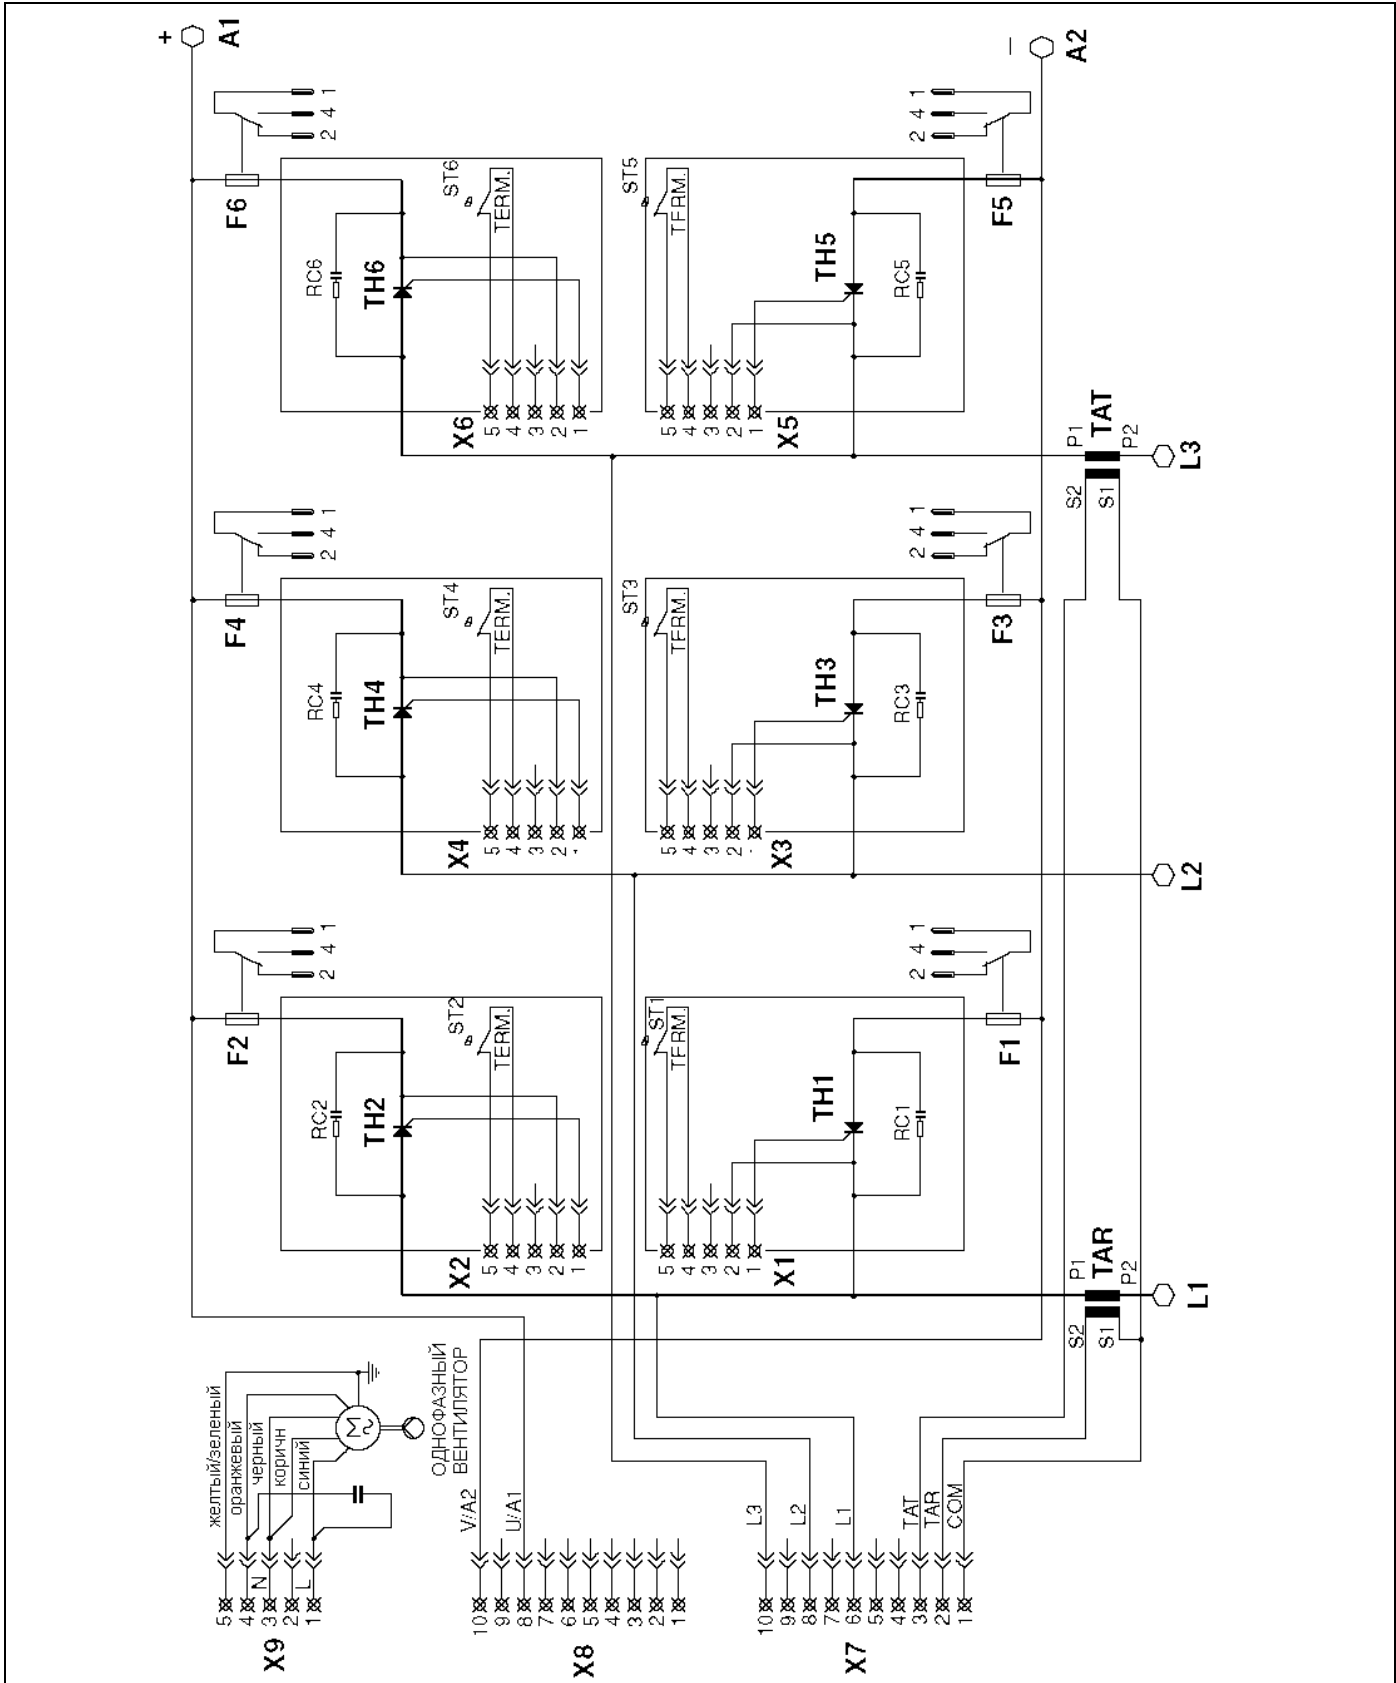 +
A1
–
A2
1
4
2
F6
ST6
TERM.
RC6
TH6
5
4
3
2
1
X6
1
4
2
F5
ST5
TERM.
RC5
TH5
5
4
3
2
1
X5
TAT
P1
P2
S2
S1
L3
1
4
2
F4
ST4
TERM.
RC4
TH4
5
4
3
2
X4
1
4
2
F3
ST3
TERM.
RC3
TH3
5
4
3
2
X3
L2
1
4
2
F2
ST2
TERM.
RC2
TH2
5
4
3
2
1
X2
1
4
2
F1
ST1
TERM.
RC1
TH1
5
4
3
2
1
X1
TAR
P1
P2
S2
S1
L1
желтый/зеленый
оранжевый
черный
коричн
синий
M
ОДНОФАЗНЫЙ
ВЕНТИЛЯТОР
N
L
5
4
3
2
1
X9
V/A2
U/A1
10
9
8
7
6
5
4
3
2
1
X8
L3
L2
L1
TAT
TAR
COM
10
9
8
7
6
5
4
3
2
1
X7